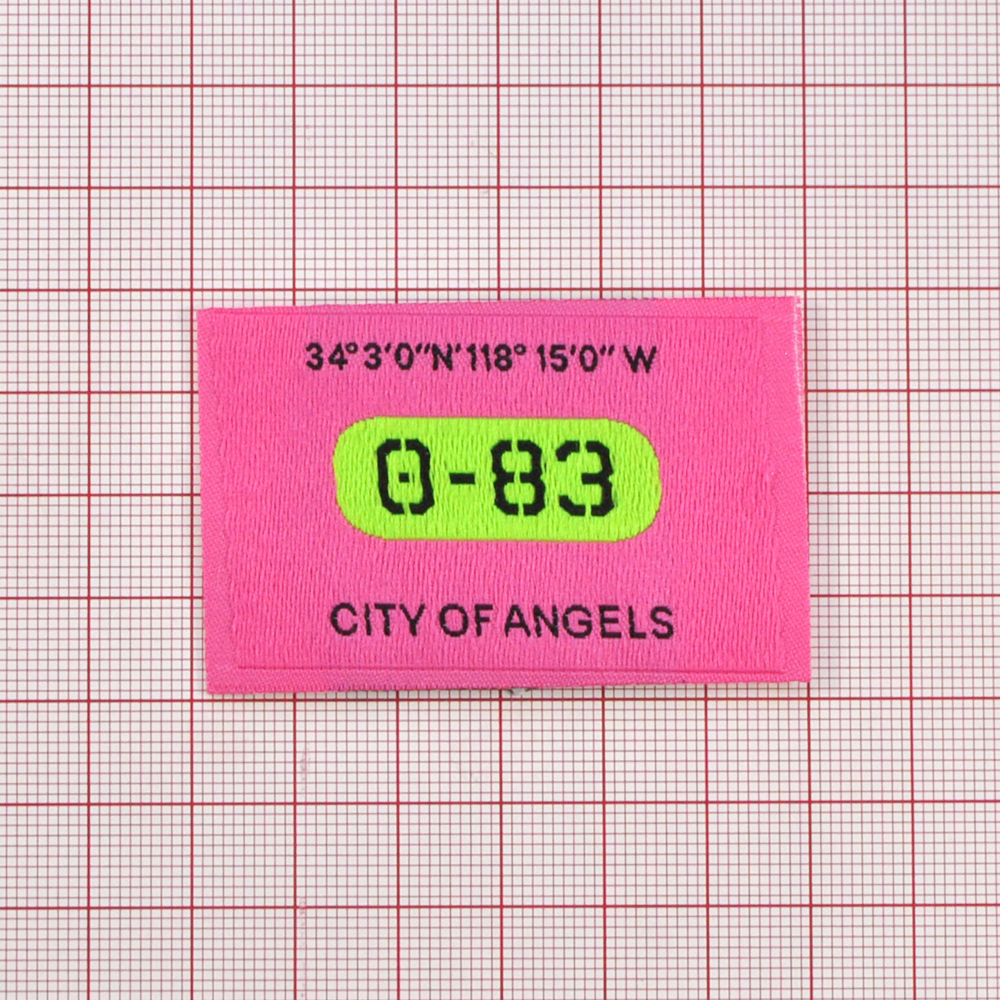 34°3'0"N'118° 15'0" W
0-83
CITY OF ANGELS